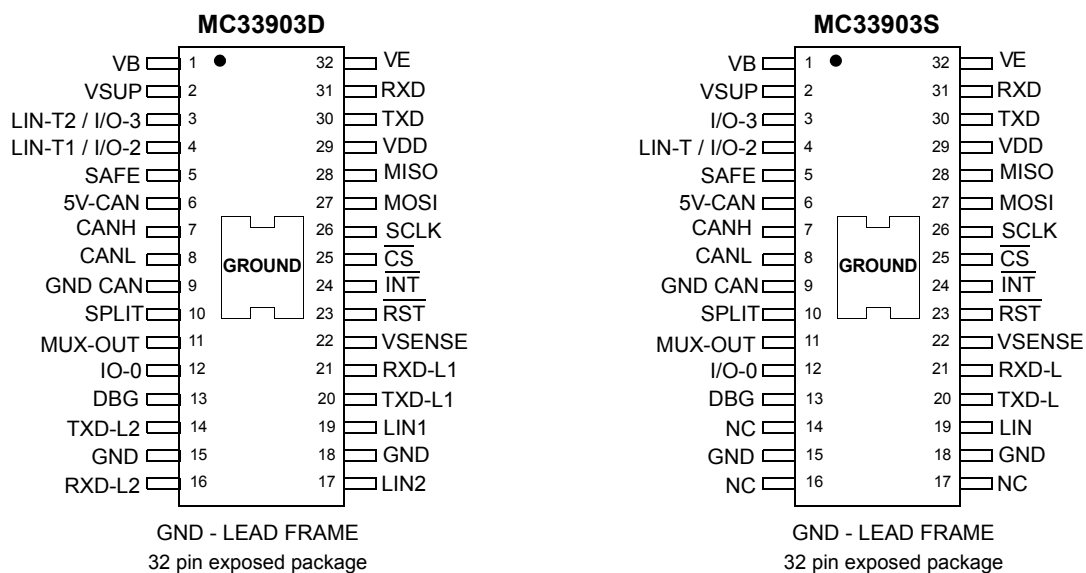 MC33903D
VB 1 32 VE
VSUP 2 31 RXD
LIN-T2 / I/O-3 3 30 TXD
LIN-T1 / I/O-2 4 29 VDD
SAFE 5 28 MISO
5V-CAN 6 27 MOSI
CANH 7 26 SCLK
CANL 8 25 CS
GROUND
GND CAN 9 24 INT
SPLIT 10 23 RST
MUX-OUT 11 22 VSENSE
IO-0 12 21 RXD-L1
DBG 13 20 TXD-L1
TXD-L2 14 19 LIN1
GND 15 18 GND
RXD-L2 16 17 LIN2
GND - LEAD FRAME
32 pin exposed package
MC33903S
VB 1 32 VE
VSUP 2 31 RXD
I/O-3 3 30 TXD
LIN-T / I/O-2 4 29 VDD
SAFE 5 28 MISO
5V-CAN 6 27 MOSI
CANH 7 26 SCLK
CANL 8 25 CS
GROUND
GND CAN 9 24 INT
SPLIT 10 23 RST
MUX-OUT 11 22 VSENSE
I/O-0 12 21 RXD-L
DBG 13 20 TXD-L
NC 14 19 LIN
GND 15 18 GND
NC 16 17 NC
GND - LEAD FRAME
32 pin exposed package